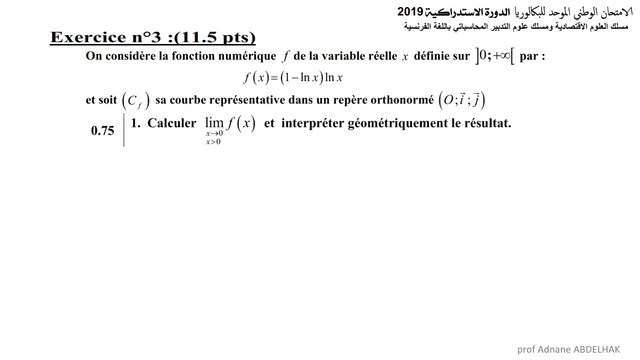 الامتحان الوطني الموحد للبكالوريا الدورة الاستدراكية 2019
مسلك العلوم الاقتصادية ومسلك علوم التدبير المحاسباتي باللغة الفرنسية
Exercice n°3 :(11.5 pts)
On considère la fonction numérique f de la variable réelle x définie sur ]0;+∞[ par :
f(x)=(1−ln x)ln x
et soit (C_f) sa courbe représentative dans un repère orthonormé (O;i⃗;j⃗)
0.75 1. Calculer lim_{x→0, x>0} f(x) et interpréter géometriquement le résultat.
prof Adnane ABDELHAK